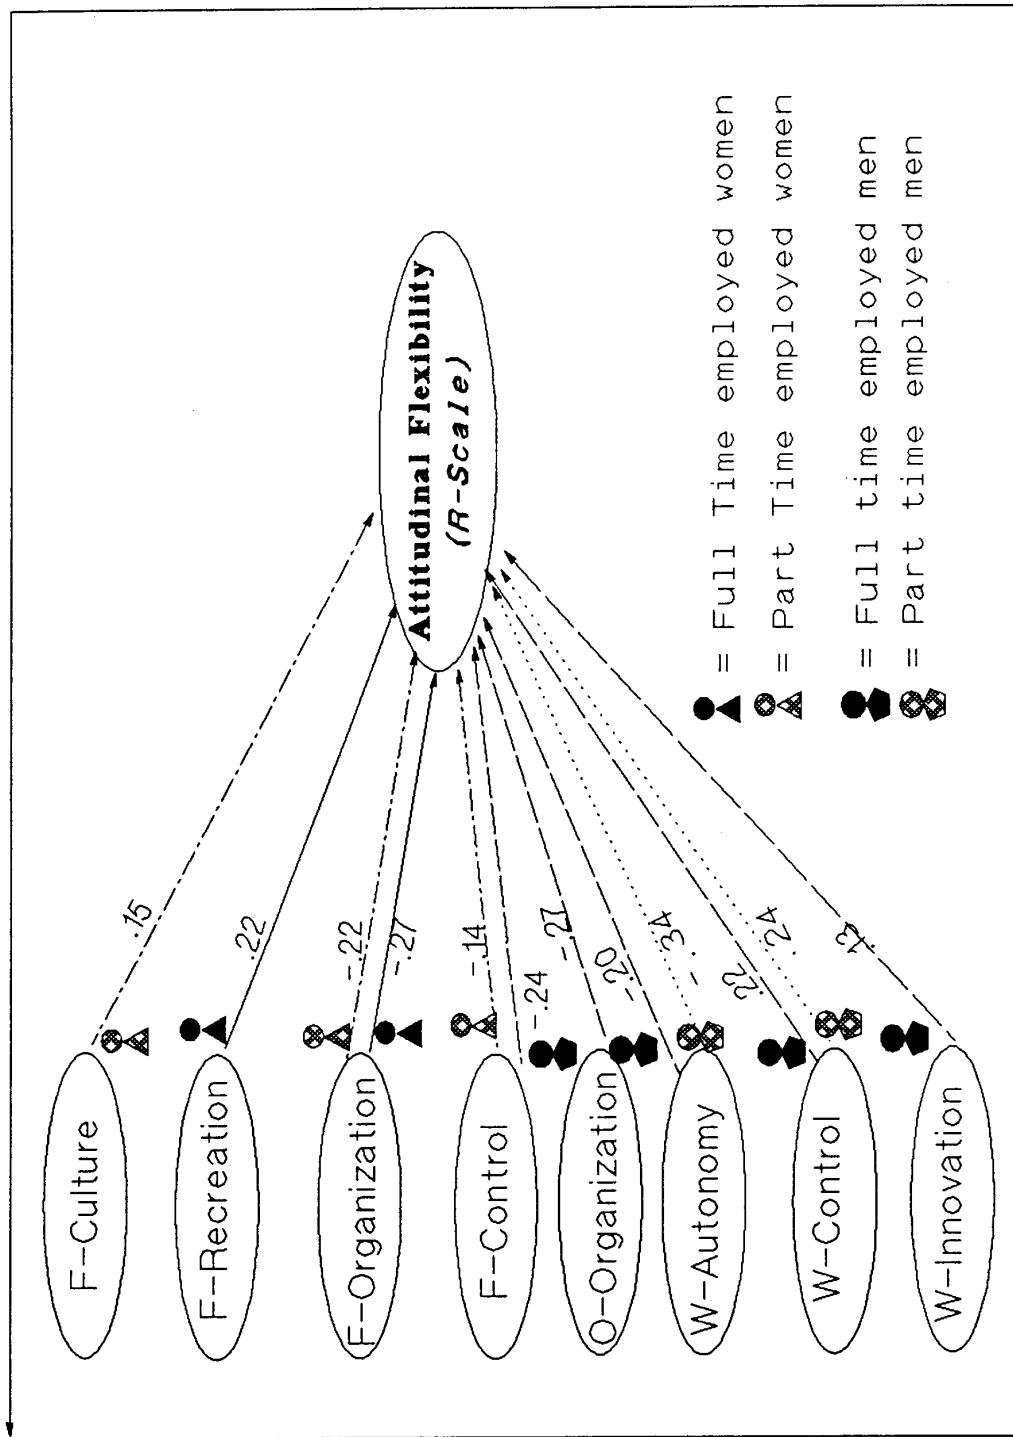 F-Culture
F-Recreation
F-Organization
F-Control
O-Organization
W-Autonomy
W-Control
W-Innovation
.15
.22
-.22
-.27
-.14
-.24
-.27
-.20
-.34
.22
.24
.13
Attitudinal Flexibility
(R-Scale)
= Full Time employed women
= Part Time employed women
= Full time employed men
= Part time employed men